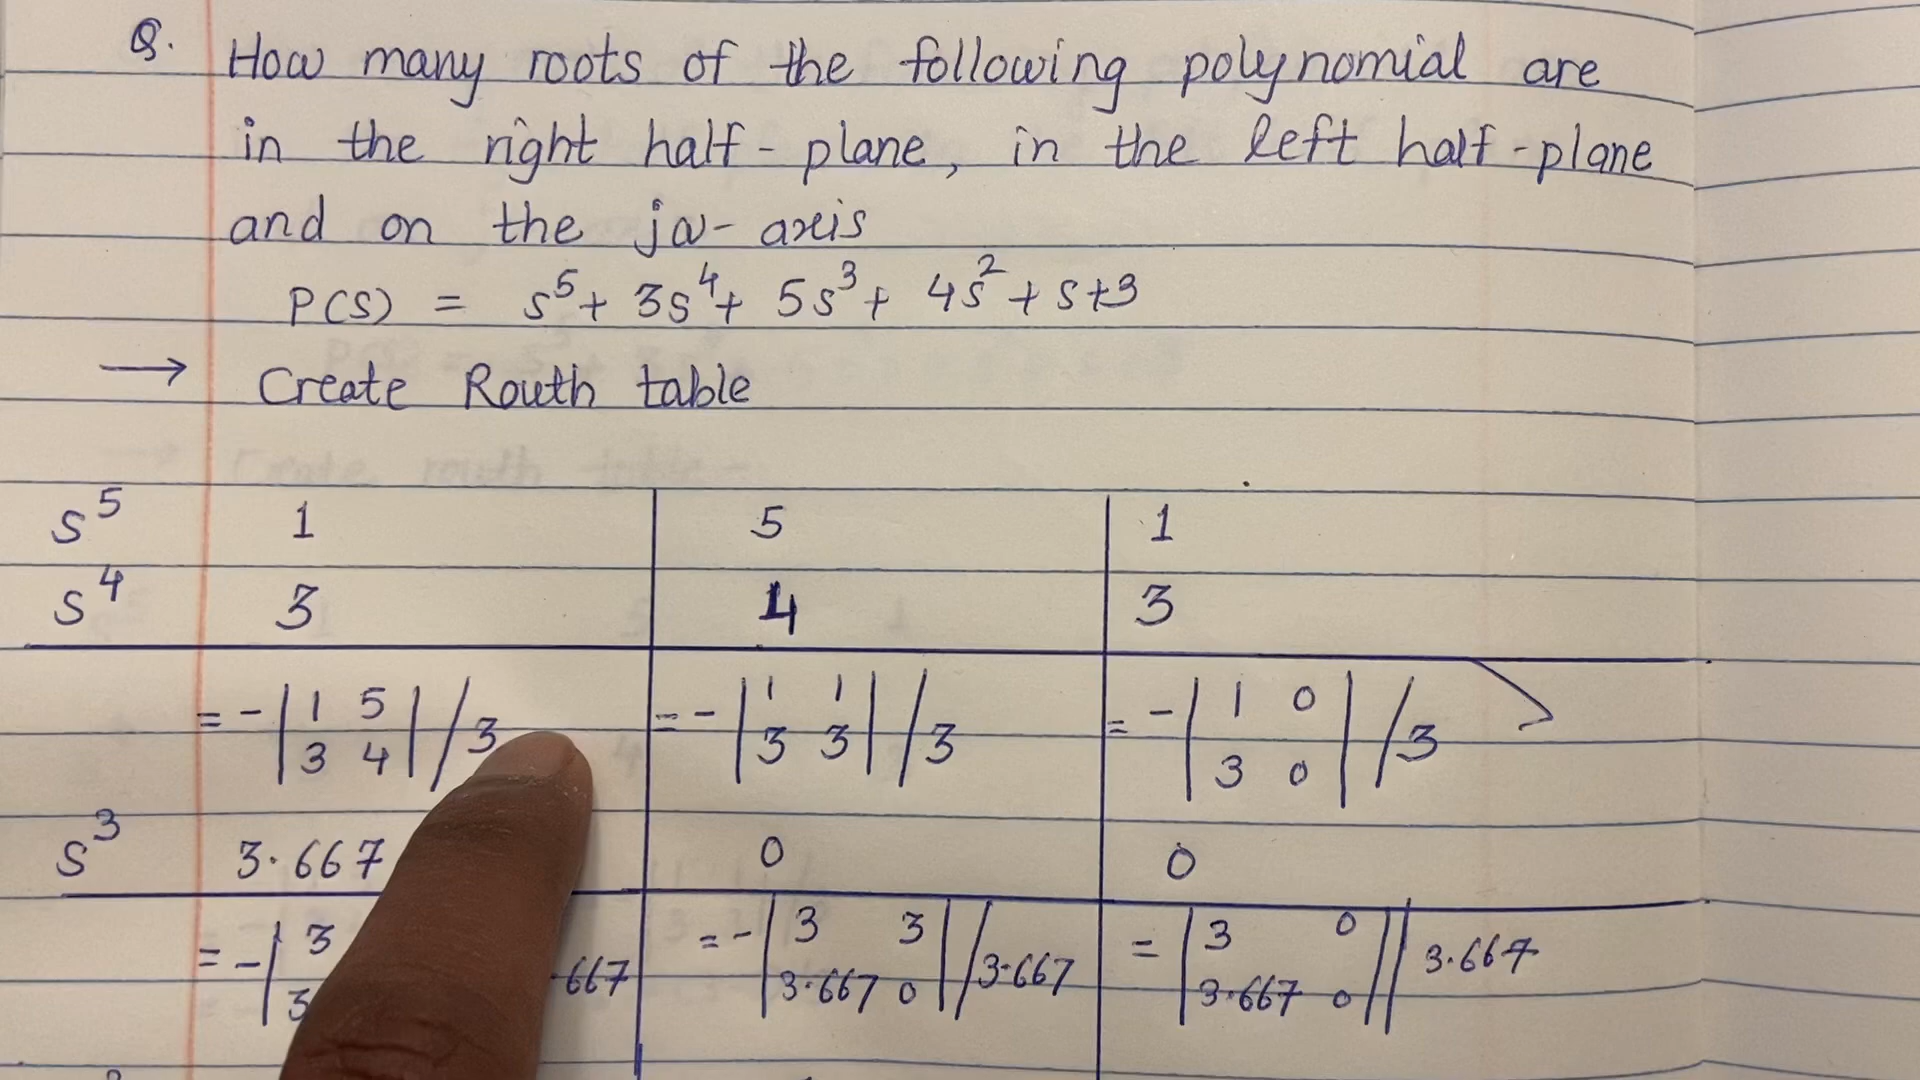 Q. How many roots of the following polynomial are
in the right half-plane, in the left half-plane
and on the jω-axis
P(S) = s⁵ + 3s⁴ + 5s³ + 4s² + s + 3
→ Create Routh table
s⁵ 1 5 1
s⁴ 3 4 3
= - |1 5| / 3 = - |1 1| / 3 = - |1 0| / 3
|3 4| |3 3| |3 0|
s³ 3.667 0 0
= - |3 = - |3 3| / 3.667 = |3 0| | 3.667
|3 667 |3.667 0| |3.667 0|